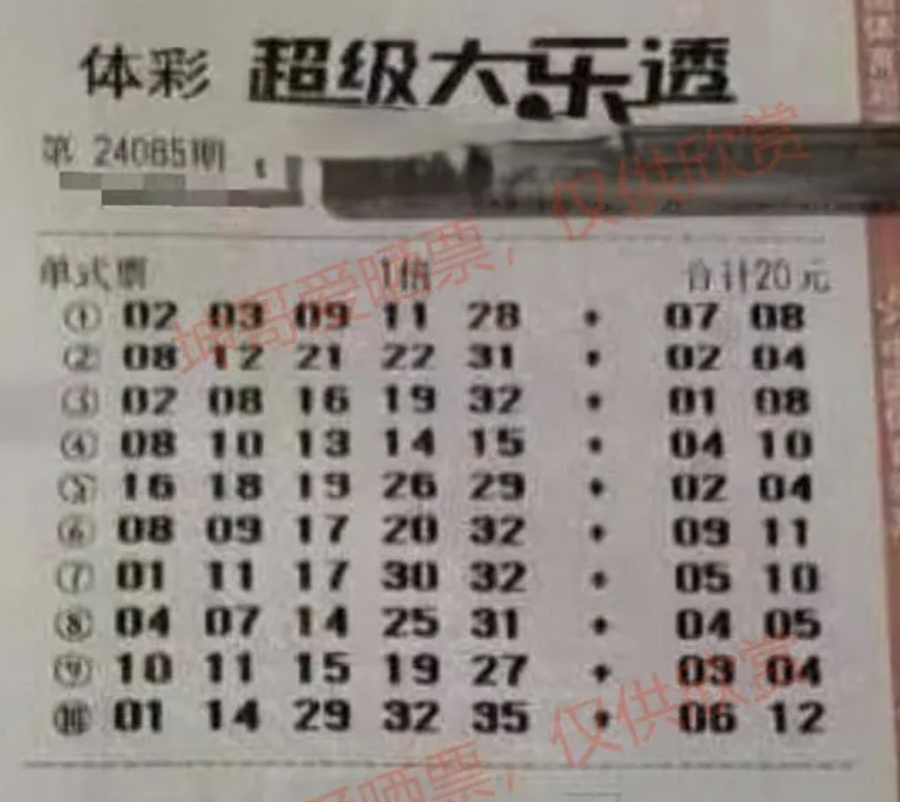 体彩 超级大乐透
第 24085期
单式票 1倍 合计20元
① 02 03 09 11 28 + 07 08
② 08 12 21 22 31 + 02 04
③ 02 08 16 19 32 + 01 08
④ 08 10 13 14 15 + 04 10
⑤ 16 18 19 26 29 + 02 04
⑥ 08 09 17 20 32 + 09 11
⑦ 01 11 17 30 32 + 05 10
⑧ 04 07 14 25 31 + 04 05
⑨ 10 11 15 19 27 + 03 04
⑩ 01 14 29 32 35 + 06 12
坤哥爱晒票,仅供欣赏
坤哥爱晒票,仅供欣赏